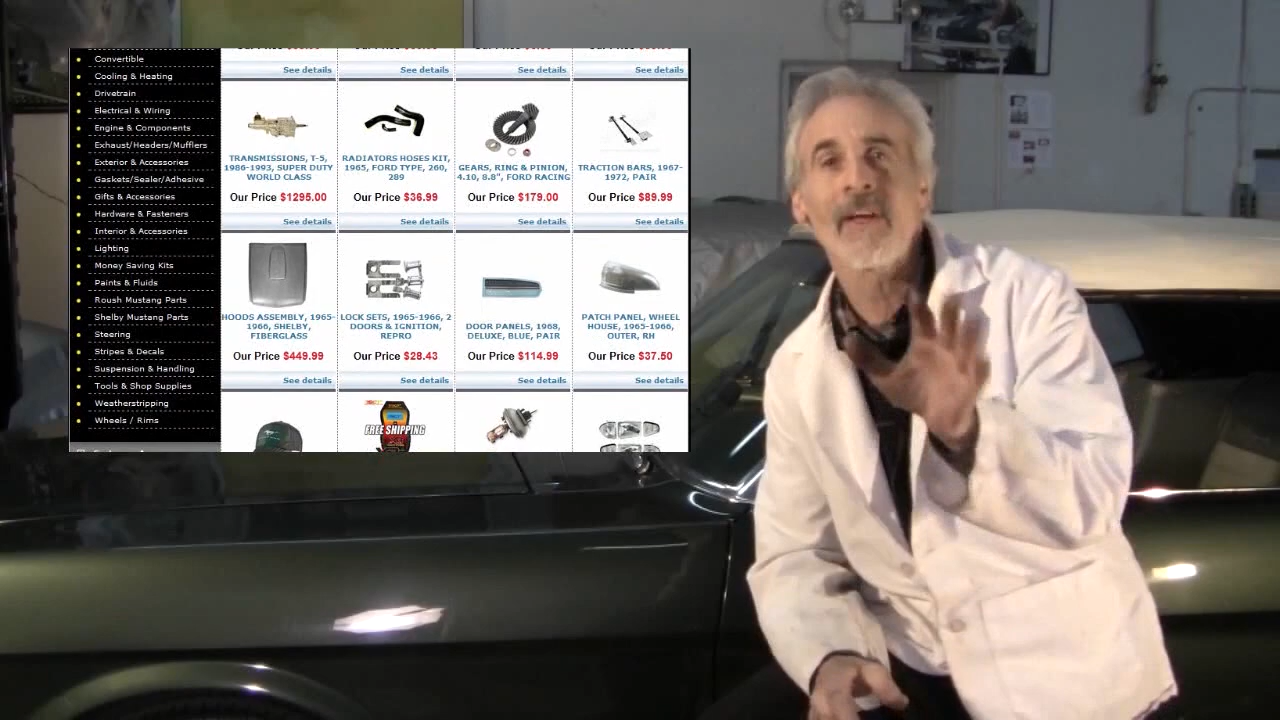 Convertible
Cooling & Heating
Drivetrain
Electrical & Wiring
Engine & Components
Exhaust/Headers/Mufflers
Exterior & Accessories
Gaskets/Sealer/Adhesive
Gifts & Accessories
Hardware & Fasteners
Interior & Accessories
Lighting
Money Saving Kits
Paints & Fluids
Roush Mustang Parts
Shelby Mustang Parts
Steering
Stripes & Decals
Suspension & Handling
Tools & Shop Supplies
Weatherstripping
Wheels / Rims
See details See details See details See details
TRANSMISSIONS, T-5,
1986-1993, SUPER DUTY
WORLD CLASS
Our Price $1295.00
See details
RADIATORS HOSES KIT,
1965, FORD TYPE, 260,
289
Our Price $36.99
See details
GEARS, RING & PINION,
4.10, 8.8", FORD RACING
Our Price $179.00
See details
TRACTION BARS, 1967-
1972, PAIR
Our Price $89.99
See details
HOODS ASSEMBLY, 1965-
1966, SHELBY,
FIBERGLASS
Our Price $449.99
See details
LOCK SETS, 1965-1966, 2
DOORS & IGNITION,
REPRO
Our Price $28.43
See details
DOOR PANELS, 1968,
DELUXE, BLUE, PAIR
Our Price $114.99
See details
PATCH PANEL, WHEEL
HOUSE, 1965-1966,
OUTER, RH
Our Price $37.50
See details
FREE SHIPPING